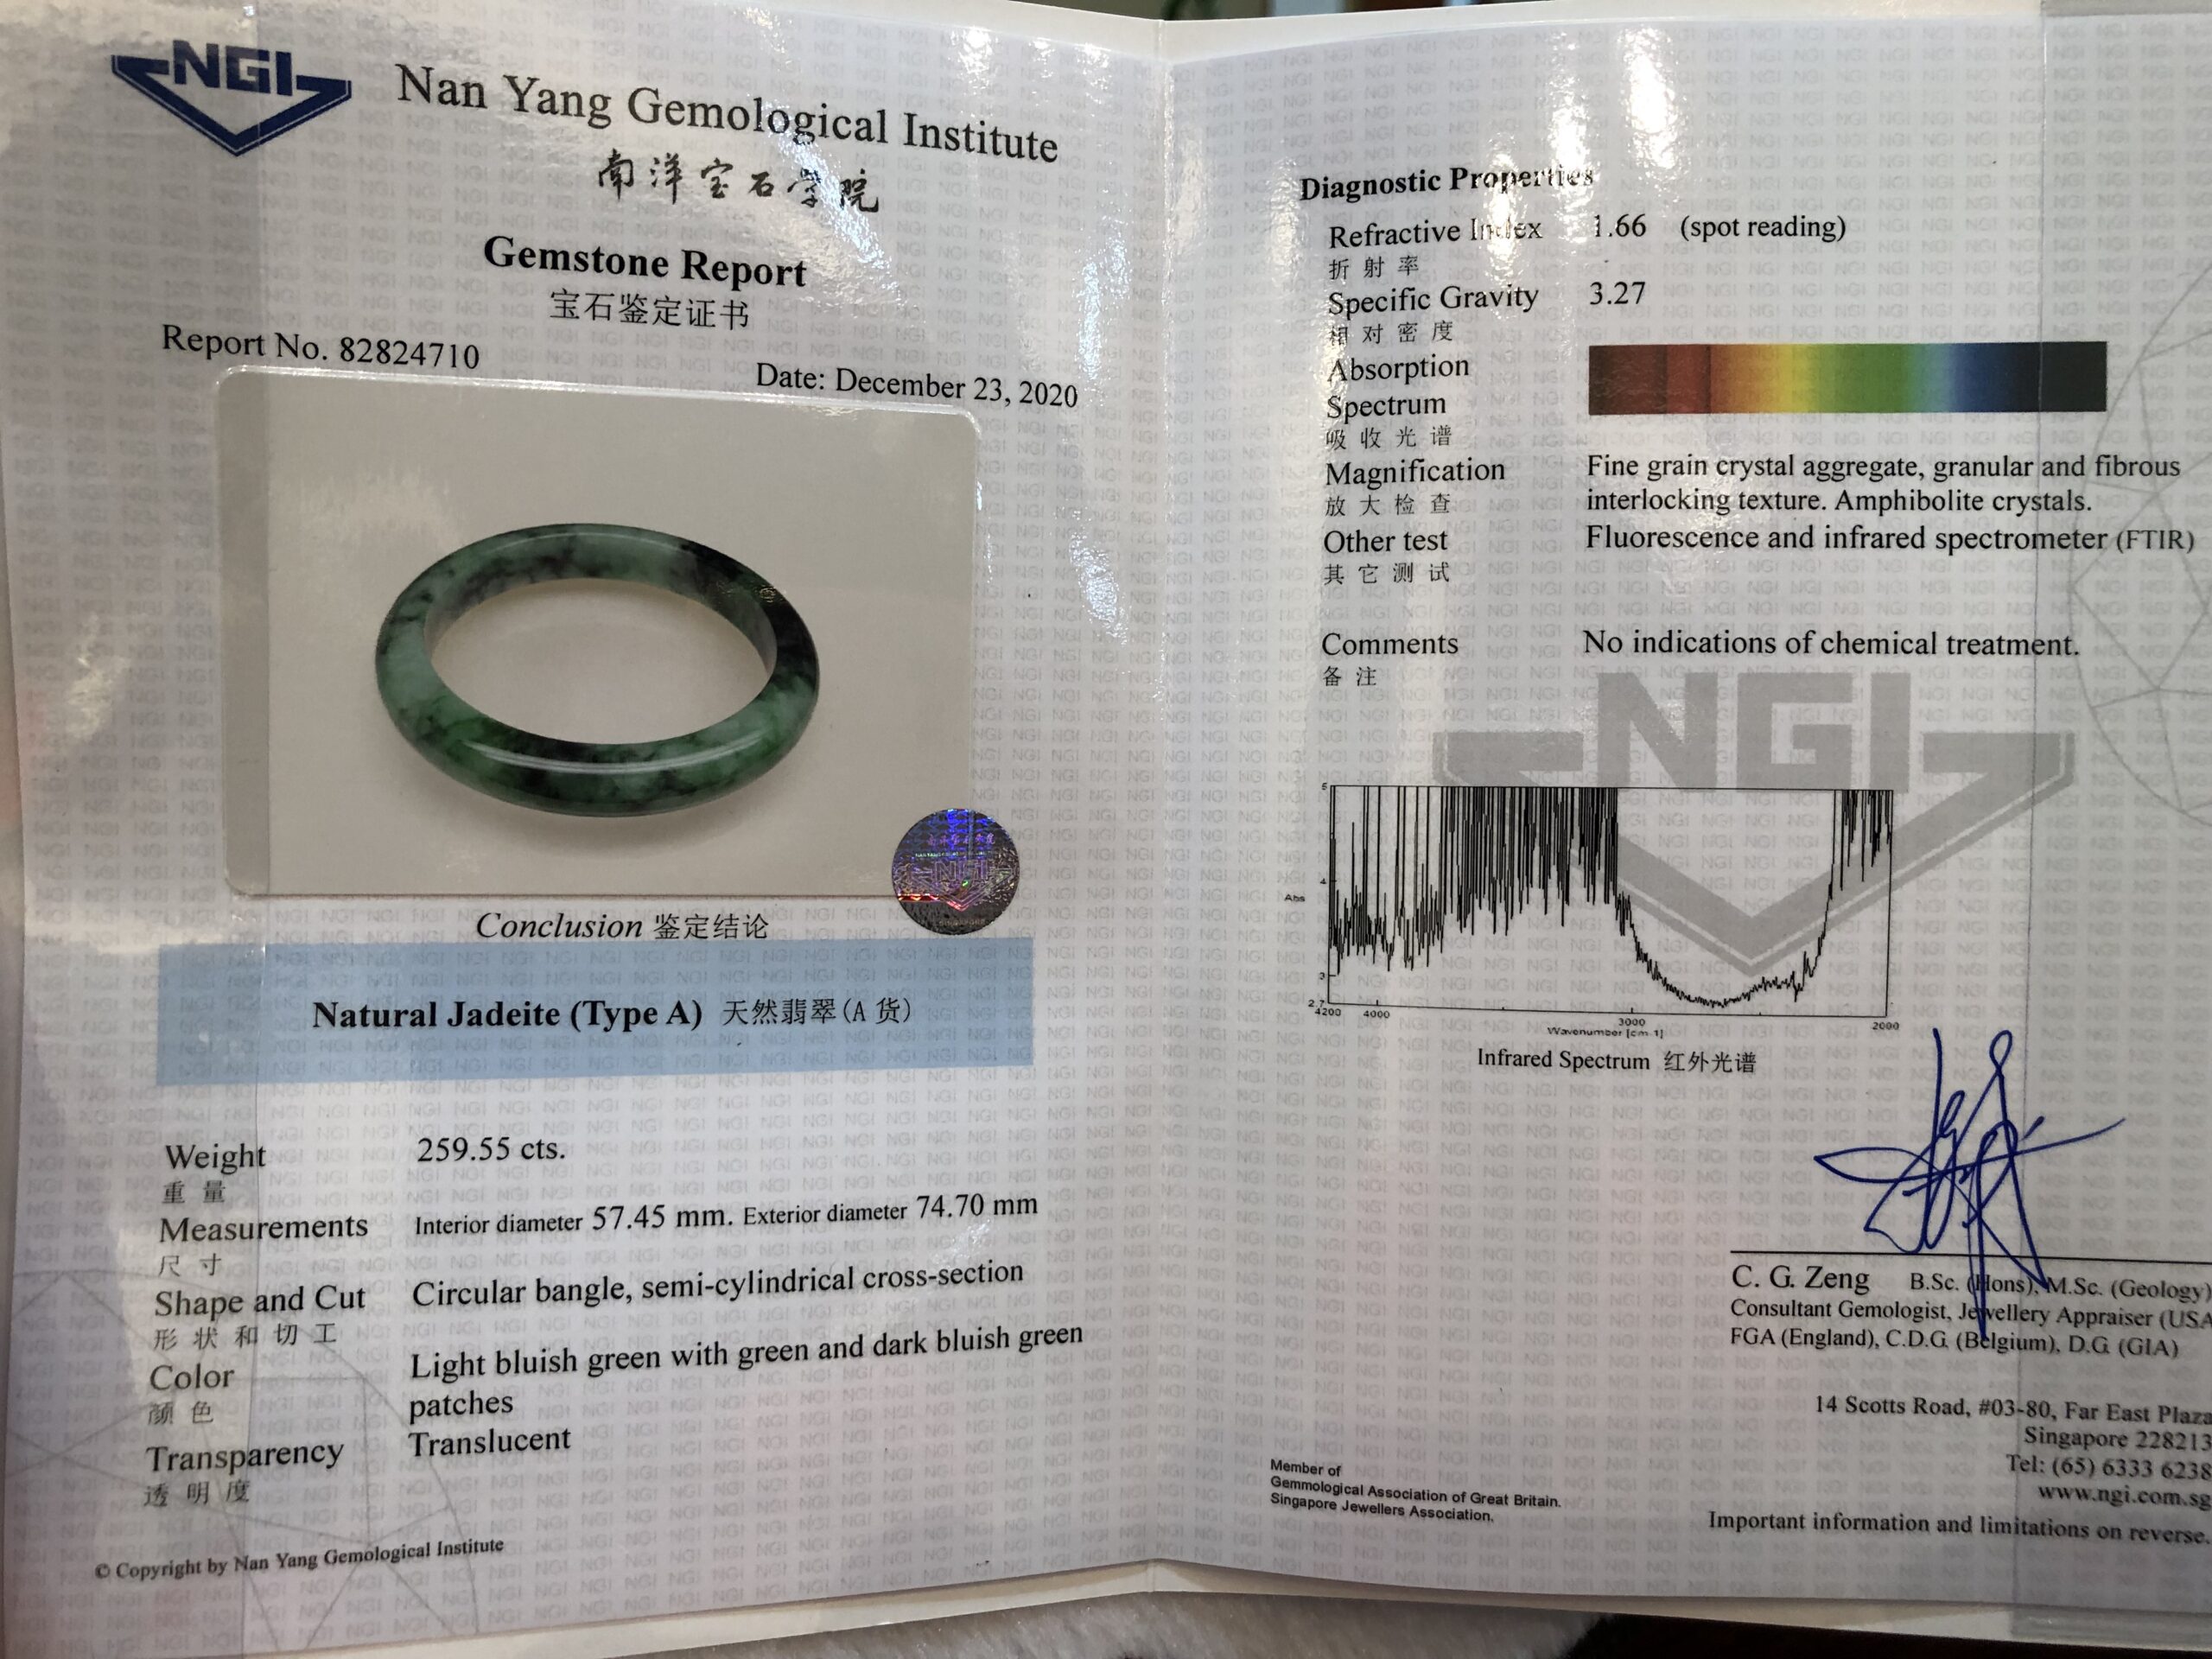 NGI
Nan Yang Gemological Institute
南洋宝石学院
Gemstone Report
宝石鉴定证书
Report No. 82824710
Date: December 23, 2020
NGI
Conclusion 鉴定结论
Natural Jadeite (Type A) 天然翡翠(A 货)
Weight 259.55 cts.
重量
Measurements Interior diameter 57.45 mm. Exterior diameter 74.70 mm
尺寸
Shape and Cut Circular bangle, semi-cylindrical cross-section
形状和切工
Color Light bluish green with green and dark bluish green
颜色 patches
Transparency Translucent
透明度
© Copyright by Nan Yang Gemological Institute
Diagnostic Properties
Refractive Index 1.66 (spot reading)
折射率
Specific Gravity 3.27
相对密度
Absorption
Spectrum
吸收光谱
Magnification Fine grain crystal aggregate, granular and fibrous
放大检查 interlocking texture. Amphibolite crystals.
Other test Fluorescence and infrared spectrometer (FTIR)
其它测试
Comments No indications of chemical treatment.
备注
NGI
5
4
Abs
3
2.7
4200 4000 3000 2000
Wavenumber [cm-1]
Infrared Spectrum 红外光谱
C. G. Zeng B.Sc. (Hons), M.Sc. (Geology)
Consultant Gemologist, Jewellery Appraiser (USA
FGA (England), C.D.G. (Belgium), D.G. (GIA)
14 Scotts Road, #03-80, Far East Plaza
Singapore 228213
Tel: (65) 6333 6238
www.ngi.com.sg
Member of
Gemmological Association of Great Britain.
Singapore Jewellers Association.
Important information and limitations on reverse.